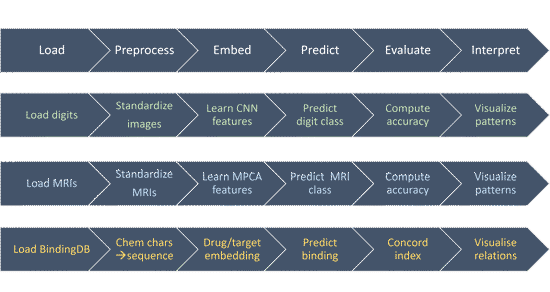 Load Preprocess Embed Predict Evaluate Interpret
Load digits
Standardize
images
Learn CNN
features
Predict
digit class
Compute
accuracy
Visualize
patterns
Load MRIs
Standardize
MRIs
Learn MPCA
features
Predict MRI
class
Compute
accuracy
Visualize
patterns
Load BindingDB
Chem chars
→sequence
Drug/target
embedding
Predict
binding
Concord
index
Visualise
relations